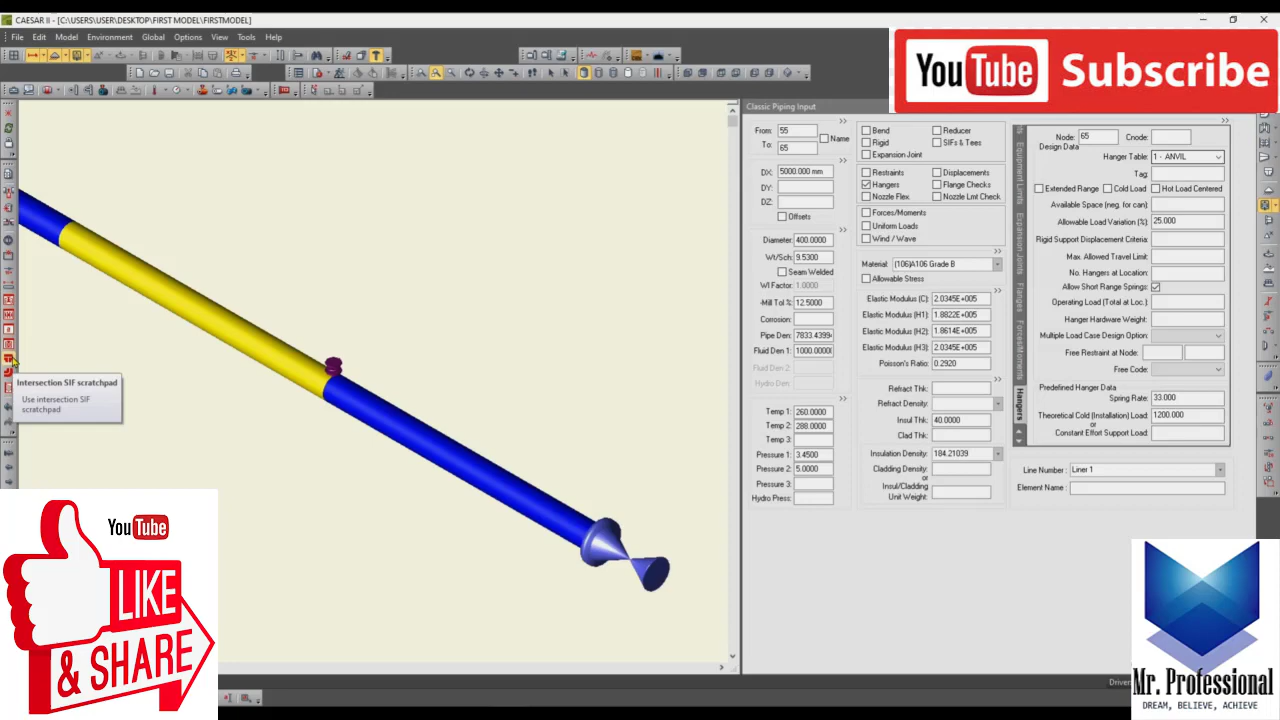 CAESAR II - [C:\USERS\USER\DESKTOP\FIRST MODEL\FIRSTMODEL]
File Edit Model Environment Global Options View Tools Help
YouTube Subscribe
Classic Piping Input
From: 55
To: 65
Name
DX: 5000.000 mm
DY:
DZ:
Offsets
Diameter: 400.0000
Wt/Sch: 9.5300
Seam Welded
Wl Factor: 1.0000
-Mill Tol % 12.5000
Corrosion:
Pipe Den: 7833.4399
Fluid Den 1: 1000.0000
Fluid Den 2:
Hydro Den:
Temp 1: 260.0000
Temp 2: 288.0000
Temp 3:
Pressure 1: 3.4500
Pressure 2: 5.0000
Pressure 3:
Hydro Press:
Bend Reducer
Rigid SIFs & Tees
Expansion Joint
Restraints Displacements
Hangers Flange Checks
Nozzle Flex Nozzle Lmt Check
Forces/Moments
Uniform Loads
Wind / Wave
Material: (106)A106 Grade B
Allowable Stress
Elastic Modulus (C): 2.0345E+005
Elastic Modulus (H1): 1.8822E+005
Elastic Modulus (H2): 1.8614E+005
Elastic Modulus (H3): 2.0345E+005
Poisson's Ratio: 0.2920
Refract Thk:
Refract Density:
Insul Thk: 40.0000
Clad Thk:
Insulation Density: 184.21039
Cladding Density:
or
Insul/Cladding
Unit Weight:
Equipment Limits
Expansion Joints
Flanges
Forces/Moments
Hangers
Node: 65 Cnode:
Design Data
Hanger Table: 1 - ANVIL
Tag:
Extended Range Cold Load Hot Load Centered
Available Space (neg. for can):
Allowable Load Variation (%): 25.000
Rigid Support Displacement Criteria:
Max. Allowed Travel Limit:
No. Hangers at Location:
Allow Short Range Springs:
Operating Load (Total at Loc.):
Hanger Hardware Weight:
Multiple Load Case Design Option:
Free Restraint at Node:
Free Code:
Predefined Hanger Data
Spring Rate: 33.000
Theoretical Cold (Installation) Load: 1200.000
or
Constant Effort Support Load:
Line Number : Liner 1
Element Name :
Intersection SIF scratchpad
Use intersection SIF
scratchpad
YouTube
LIKE
& SHARE
Mr. Professional
DREAM, BELIEVE, ACHIEVE